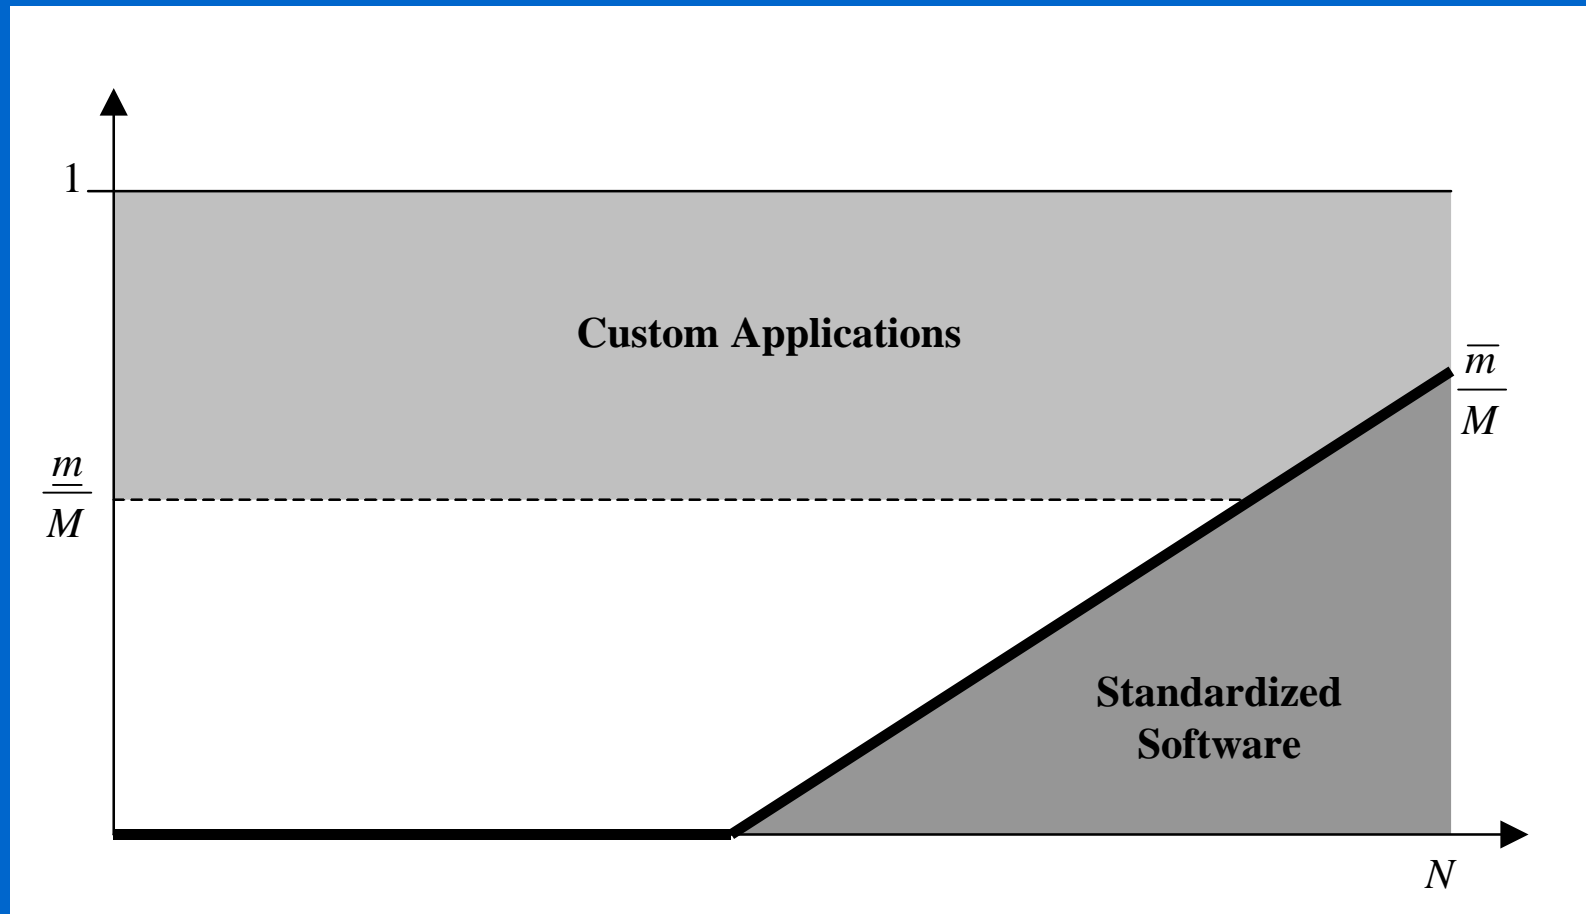 1
Custom Applications
m̅
M
m̲
M
Standardized
Software
N